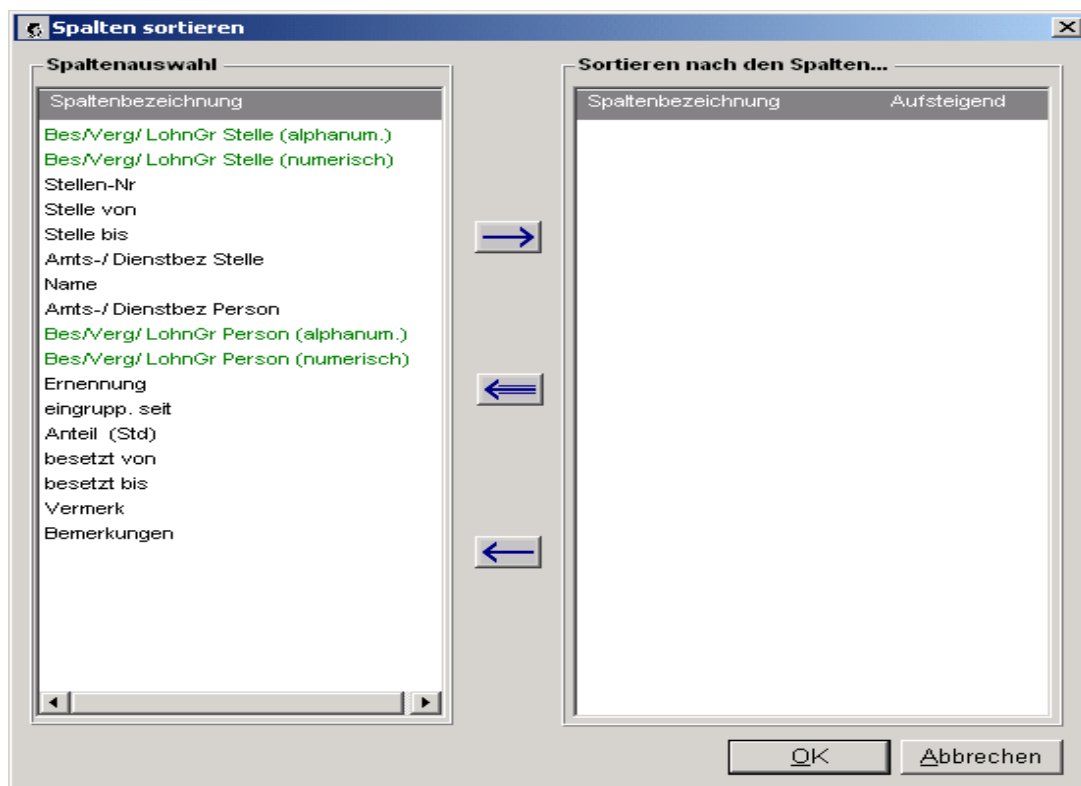 Spalten sortieren
Spaltenauswahl
Spaltenbezeichnung
Bes/Verg/ LohnGr Stelle (alphanum.)
Bes/Verg/ LohnGr Stelle (numerisch)
Stellen-Nr
Stelle von
Stelle bis
Amts-/ Dienstbez Stelle
Name
Amts-/ Dienstbez Person
Bes/Verg/ LohnGr Person (alphanum.)
Bes/Verg/ LohnGr Person (numerisch)
Ernennung
eingrupp. seit
Anteil (Std)
besetzt von
besetzt bis
Vermerk
Bemerkungen
Sortieren nach den Spalten...
Spaltenbezeichnung Aufsteigend
OK Abbrechen